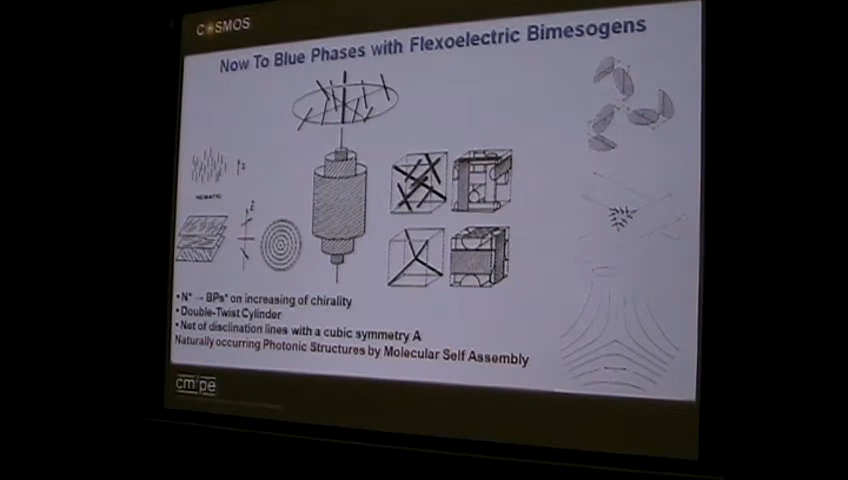 COSMOS
Now To Blue Phases with Flexoelectric Bimesogens
NEMATIC
• N* → BPs* on increasing of chirality
• Double-Twist Cylinder
• Net of disclination lines with a cubic symmetry A
Naturally occurring Photonic Structures by Molecular Self Assembly